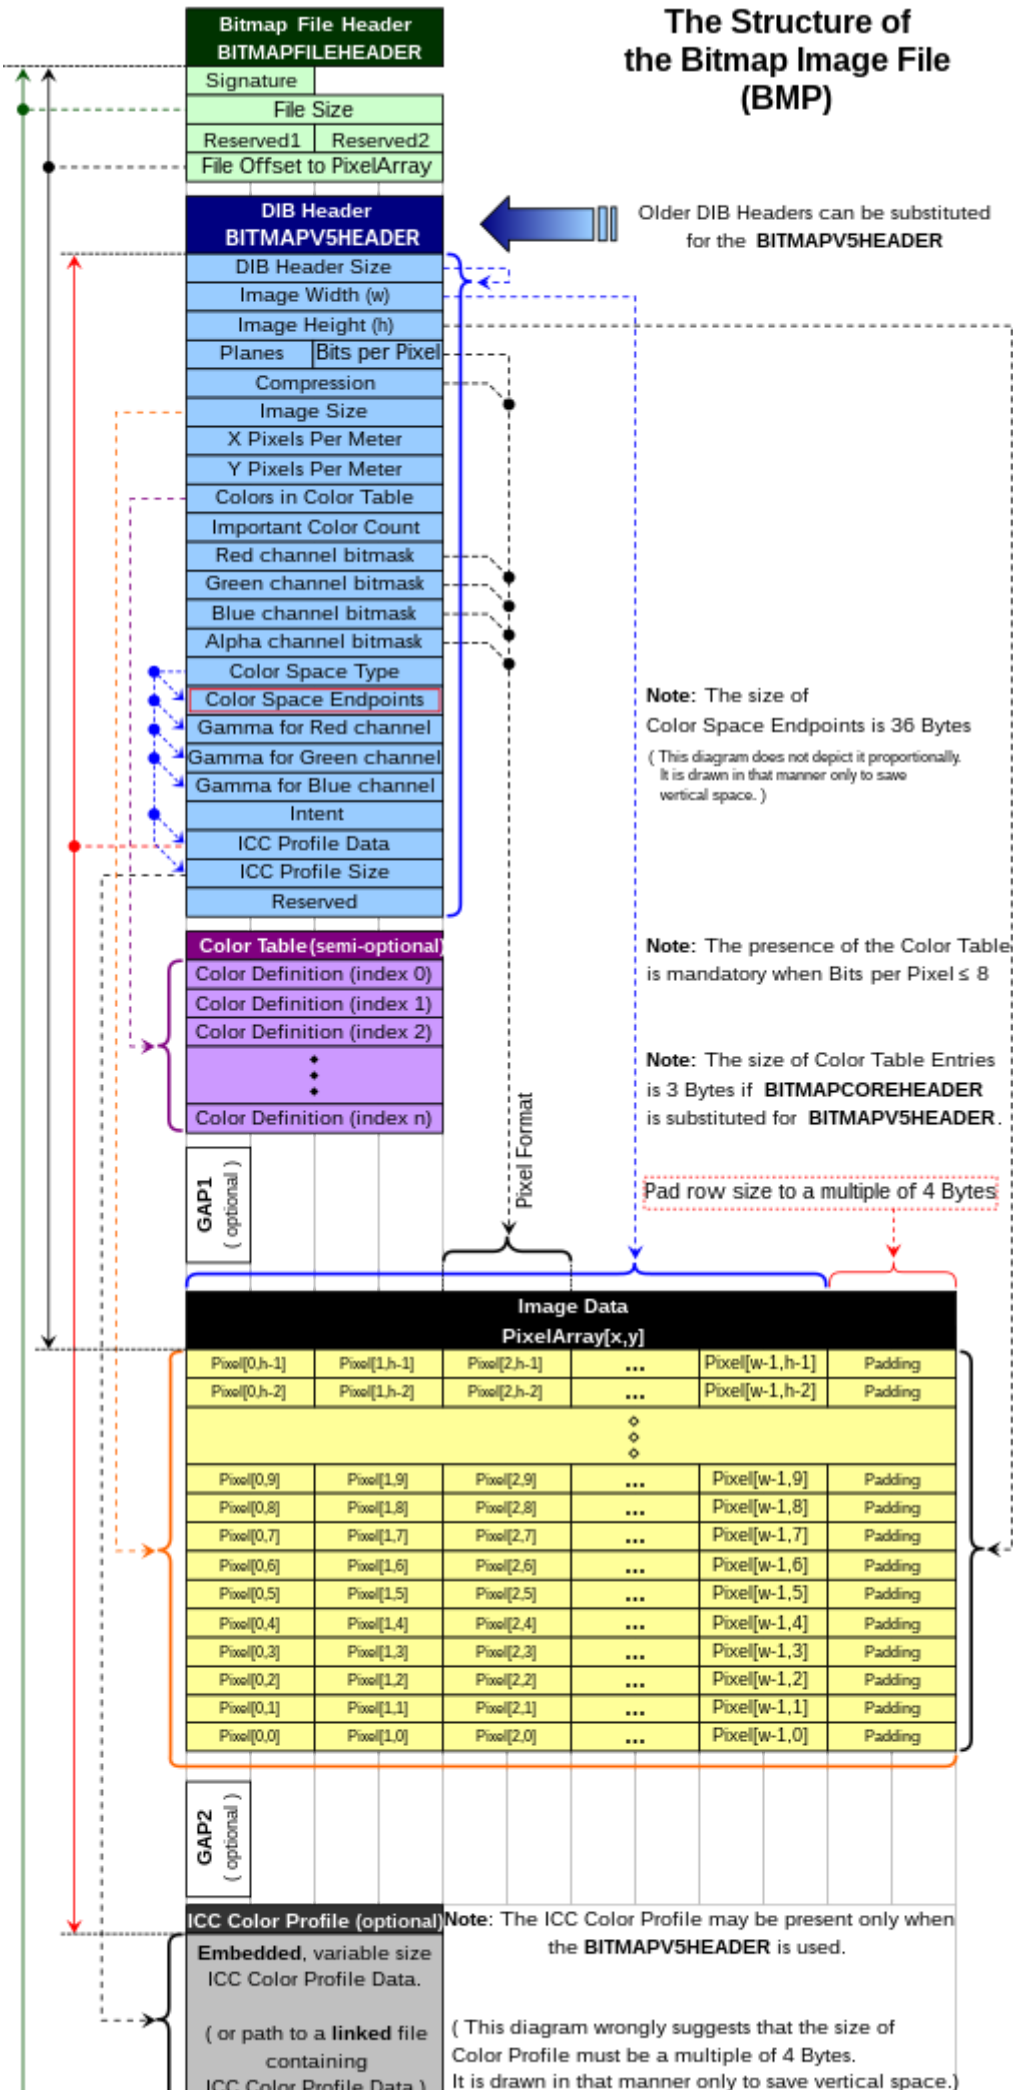 The Structure of
the Bitmap Image File
(BMP)
Bitmap File Header
BITMAPFILEHEADER
Signature
File Size
Reserved1 Reserved2
File Offset to PixelArray
DIB Header
BITMAPV5HEADER
Older DIB Headers can be substituted
for the BITMAPV5HEADER
DIB Header Size
Image Width (w)
Image Height (h)
Planes Bits per Pixel
Compression
Image Size
X Pixels Per Meter
Y Pixels Per Meter
Colors in Color Table
Important Color Count
Red channel bitmask
Green channel bitmask
Blue channel bitmask
Alpha channel bitmask
Color Space Type
Color Space Endpoints
Gamma for Red channel
Gamma for Green channel
Gamma for Blue channel
Intent
ICC Profile Data
ICC Profile Size
Reserved
Note: The size of
Color Space Endpoints is 36 Bytes
( This diagram does not depict it proportionally.
It is drawn in that manner only to save
vertical space. )
Color Table (semi-optional)
Color Definition (index 0)
Color Definition (index 1)
Color Definition (index 2)
Color Definition (index n)
Note: The presence of the Color Table
is mandatory when Bits per Pixel ≤ 8
Note: The size of Color Table Entries
is 3 Bytes if BITMAPCOREHEADER
is substituted for BITMAPV5HEADER.
GAP1
( optional )
Pixel Format
Pad row size to a multiple of 4 Bytes
Image Data
PixelArray[x,y]
Pixel[0,h-1] Pixel[1,h-1] Pixel[2,h-1] ... Pixel[w-1,h-1] Padding
Pixel[0,h-2] Pixel[1,h-2] Pixel[2,h-2] ... Pixel[w-1,h-2] Padding
Pixel[0,9] Pixel[1,9] Pixel[2,9] ... Pixel[w-1,9] Padding
Pixel[0,8] Pixel[1,8] Pixel[2,8] ... Pixel[w-1,8] Padding
Pixel[0,7] Pixel[1,7] Pixel[2,7] ... Pixel[w-1,7] Padding
Pixel[0,6] Pixel[1,6] Pixel[2,6] ... Pixel[w-1,6] Padding
Pixel[0,5] Pixel[1,5] Pixel[2,5] ... Pixel[w-1,5] Padding
Pixel[0,4] Pixel[1,4] Pixel[2,4] ... Pixel[w-1,4] Padding
Pixel[0,3] Pixel[1,3] Pixel[2,3] ... Pixel[w-1,3] Padding
Pixel[0,2] Pixel[1,2] Pixel[2,2] ... Pixel[w-1,2] Padding
Pixel[0,1] Pixel[1,1] Pixel[2,1] ... Pixel[w-1,1] Padding
Pixel[0,0] Pixel[1,0] Pixel[2,0] ... Pixel[w-1,0] Padding
GAP2
( optional )
ICC Color Profile (optional)
Embedded, variable size
ICC Color Profile Data.
( or path to a linked file
containing
ICC Color Profile Data )
Note: The ICC Color Profile may be present only when
the BITMAPV5HEADER is used.
( This diagram wrongly suggests that the size of
Color Profile must be a multiple of 4 Bytes.
It is drawn in that manner only to save vertical space.)